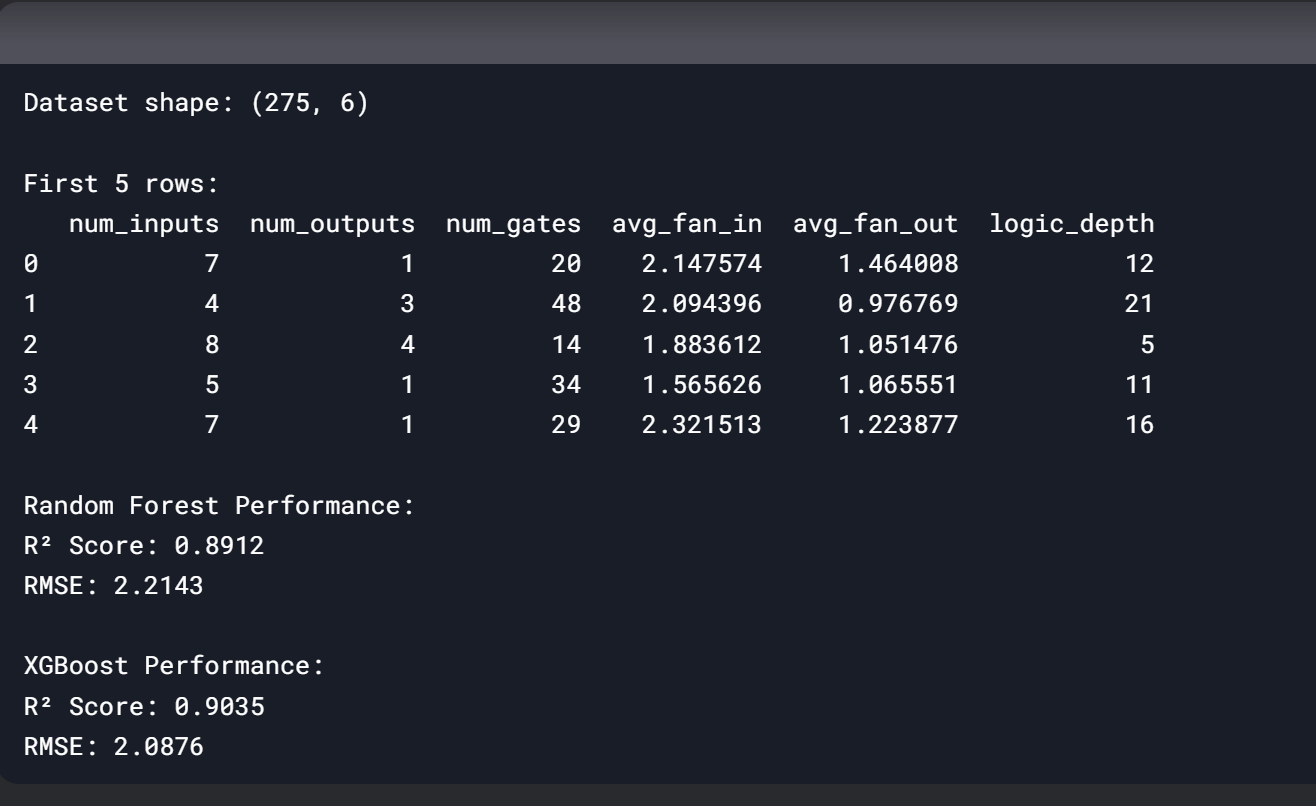 Dataset shape: (275, 6)
First 5 rows:
num_inputs num_outputs num_gates avg_fan_in avg_fan_out logic_depth
0 7 1 20 2.147574 1.464008 12
1 4 3 48 2.094396 0.976769 21
2 8 4 14 1.883612 1.051476 5
3 5 1 34 1.565626 1.065551 11
4 7 1 29 2.321513 1.223877 16
Random Forest Performance:
R² Score: 0.8912
RMSE: 2.2143
XGBoost Performance:
R² Score: 0.9035
RMSE: 2.0876